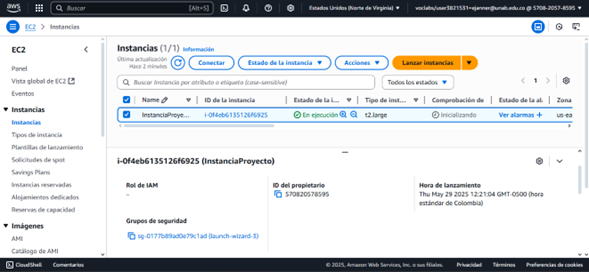 aws
Buscar [Alt+S]
Estados Unidos (Norte de Virginia)
voclabs/user3821531=ejanner@unab.edu.co @ 5708-2057-8595
EC2 > Instancias
EC2
Panel
Vista global de EC2
Eventos
Instancias
Instancias
Tipos de instancia
Plantillas de lanzamiento
Solicitudes de spot
Savings Plans
Instancias reservadas
Alojamientos dedicados
Reservas de capacidad
Imágenes
AMI
Catálogo de AMI
Instancias (1/1) Información
Última actualización
Hace 2 minutes
Conectar
Estado de la instancia
Acciones
Lanzar instancias
Buscar Instancia por atributo o etiqueta (case-sensitive)
Todos los estados
1
Name ID de la instancia Estado de la i... Tipo de inst... Comprobación de Estado de la al Zona
InstanciaProye... i-0f4eb6135126f6925 En ejecución t2.large Inicializando Ver alarmas + us-ea
i-0f4eb6135126f6925 (InstanciaProyecto)
Rol de IAM
–
ID del propietario
570820578595
Hora de lanzamiento
Thu May 29 2025 12:21:04 GMT-0500 (hora
estándar de Colombia)
Grupos de seguridad
sg-0177b89ad0e79c1ad (launch-wizard-3)
CloudShell Comentarios
© 2025, Amazon Web Services, Inc. o sus filiales. Privacidad Términos Preferencias de cookies